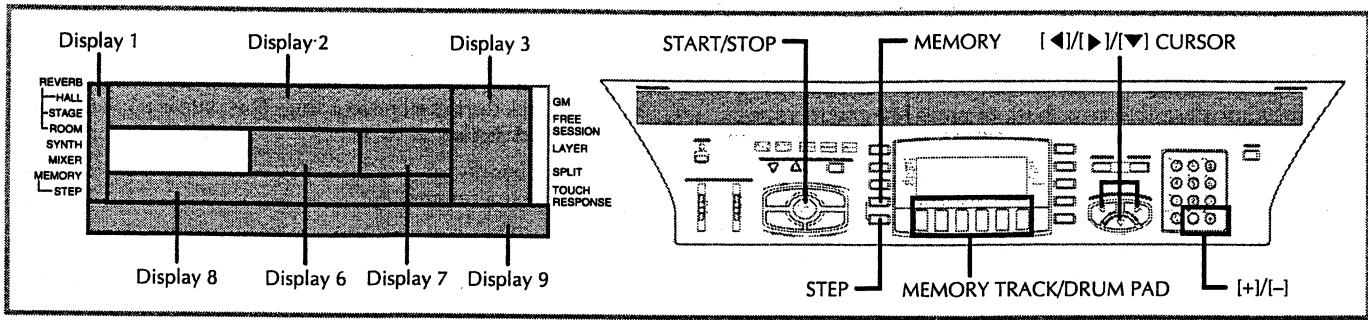 Display 1
Display 2
Display 3
REVERB
HALL
STAGE
ROOM
SYNTH
MIXER
MEMORY
STEP
GM
FREE
SESSION
LAYER
SPLIT
TOUCH
RESPONSE
Display 8
Display 6
Display 7
Display 9
START/STOP
MEMORY
[◀]/[▶]/[▼] CURSOR
STEP
MEMORY TRACK/DRUM PAD
[+]/[–]